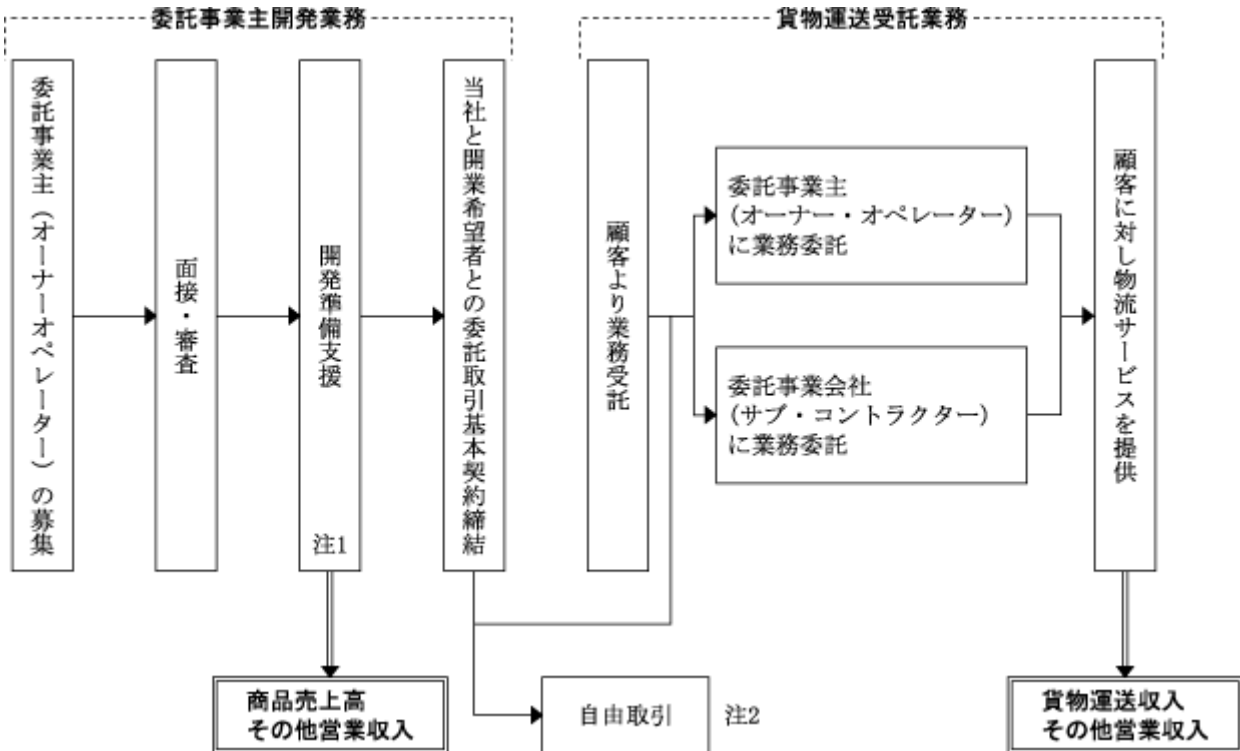 委託事業主開発業務
貨物運送受託業務
委託事業主（オーナーオペレーター）の募集
面接・審査
開発準備支援
注1
当社と開業希望者との委託取引基本契約締結
顧客より業務受託
委託事業主
(オーナー・オペレーター)
に業務委託
委託事業会社
(サブ・コントラクター)
に業務委託
顧客に対し物流サービスを提供
商品売上高
その他営業収入
自由取引
注2
貨物運送収入
その他営業収入